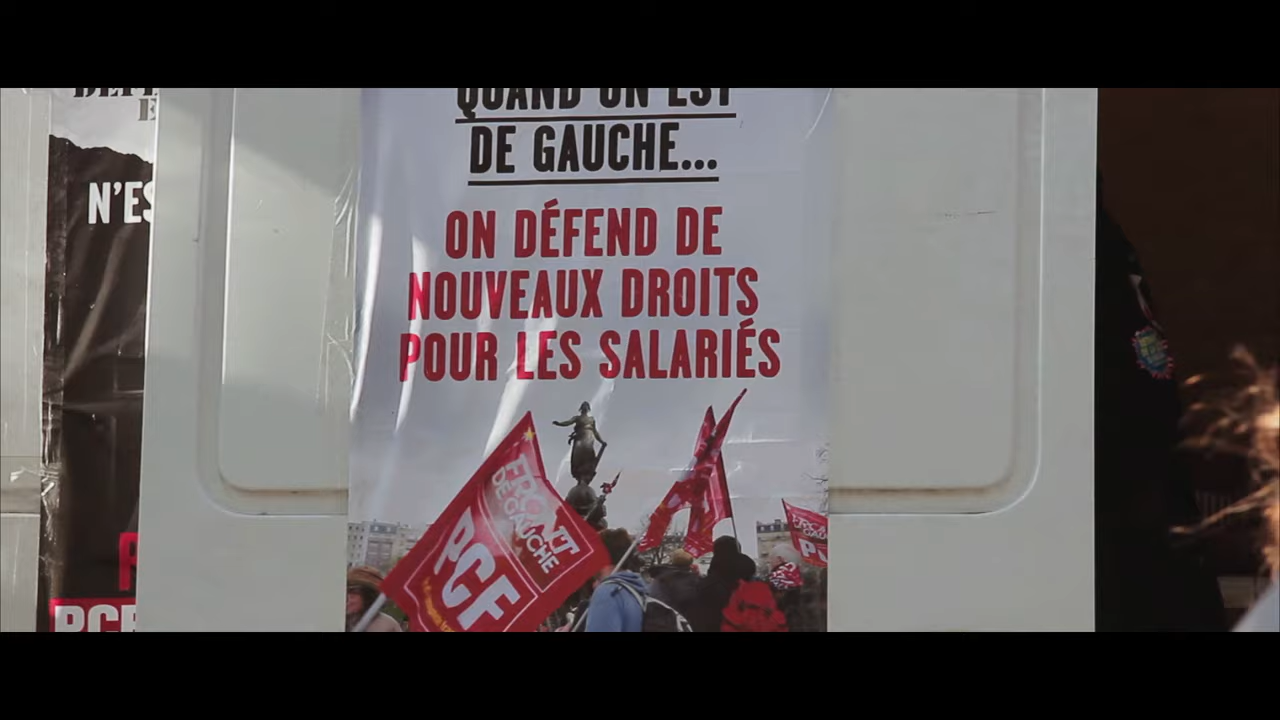 QUAND ON EST
DE GAUCHE...
ON DÉFEND DE
NOUVEAUX DROITS
POUR LES SALARIÉS
FRONT
DE GAUCHE
PCF
N'ES
PCF